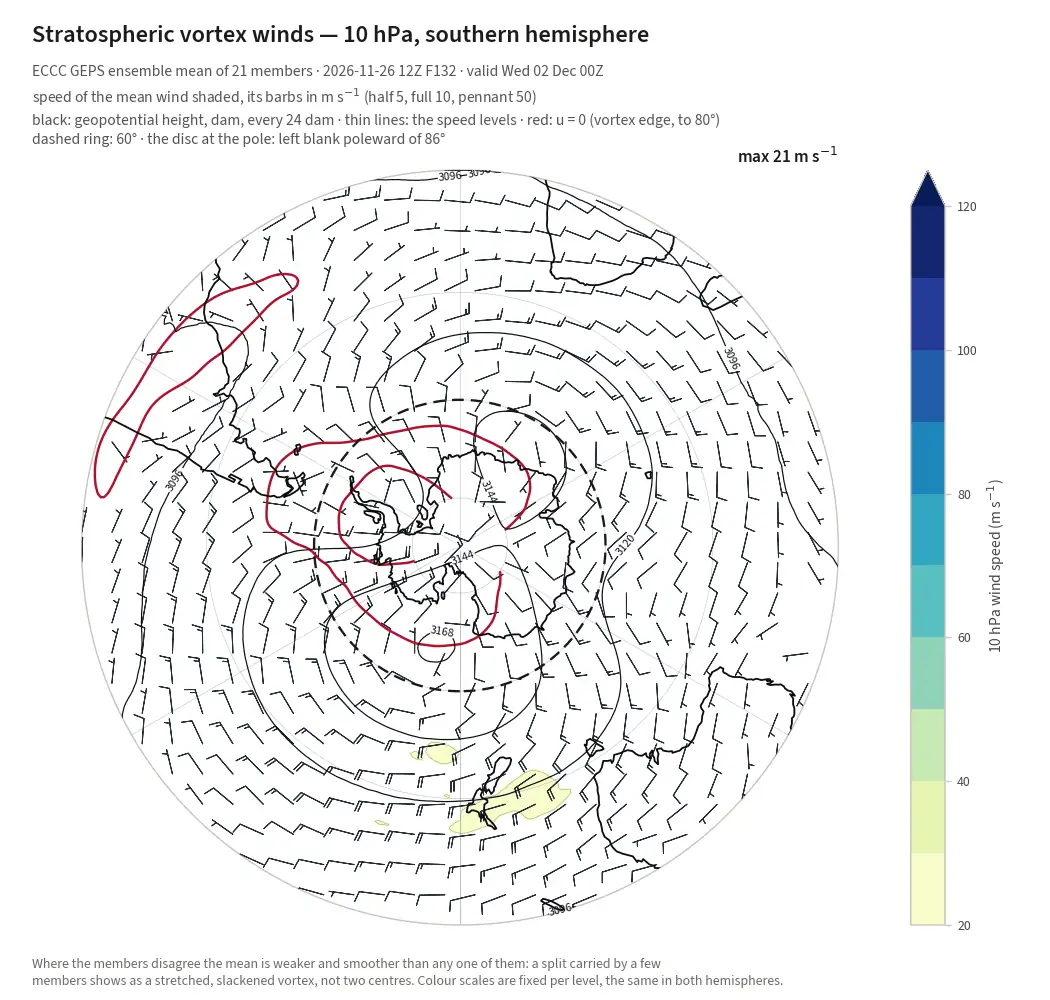 Stratospheric vortex winds — 10 hPa, southern hemisphere
ECCC GEPS ensemble mean of 21 members · 2026-11-26 12Z F132 · valid Wed 02 Dec 00Z
speed of the mean wind shaded, its barbs in m s⁻¹ (half 5, full 10, pennant 50)
black: geopotential height, dam, every 24 dam · thin lines: the speed levels · red: u = 0 (vortex edge, to 80°)
dashed ring: 60° · the disc at the pole: left blank poleward of 86°
max 21 m s⁻¹
3096
3096
3096
3096
3144
3120
3144
3168
3096
120
100
80
60
40
20
10 hPa wind speed (m s⁻¹)
Where the members disagree the mean is weaker and smoother than any one of them: a split carried by a few
members shows as a stretched, slackened vortex, not two centres. Colour scales are fixed per level, the same in both hemispheres.